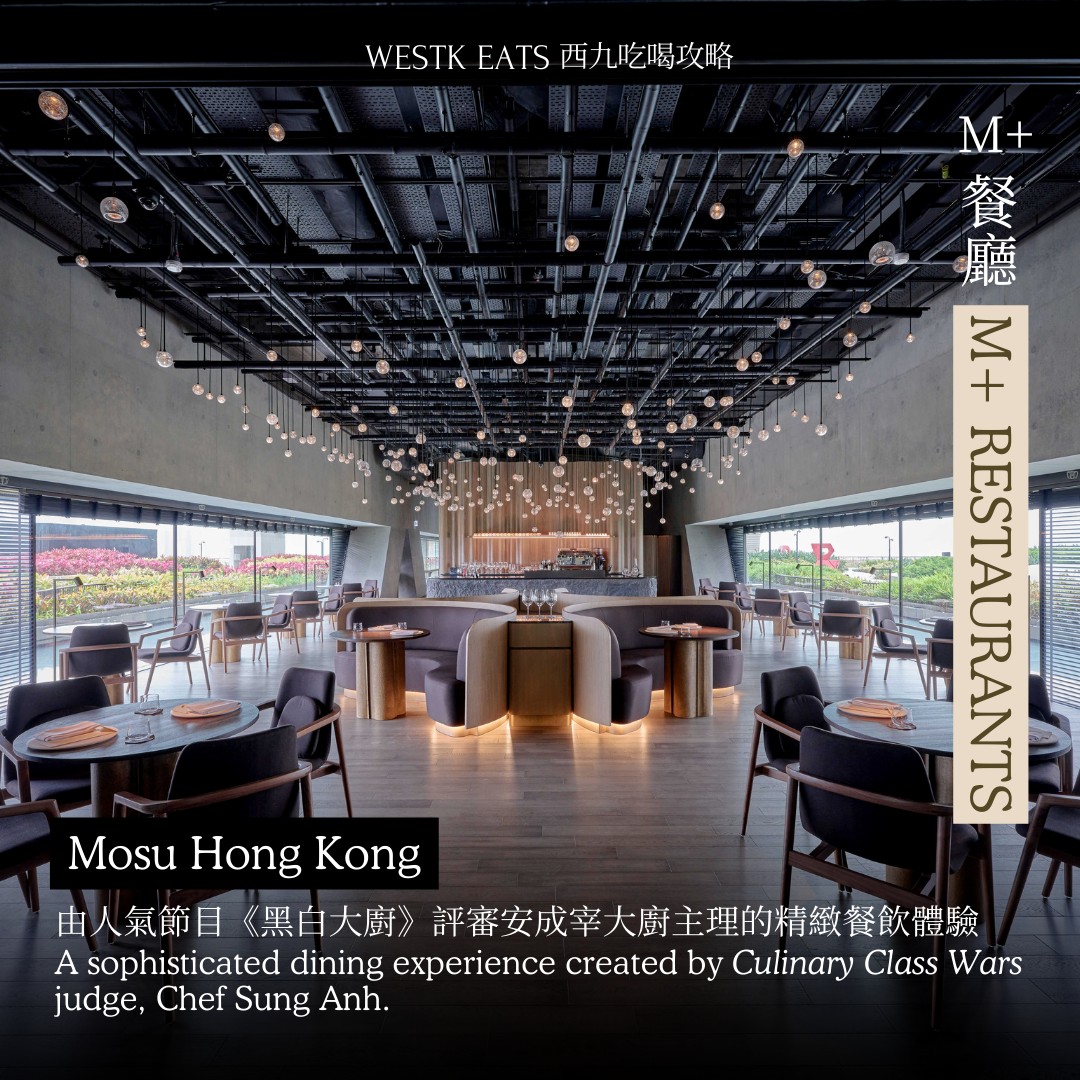 WESTK EATS 西九吃喝攻略
M+
餐廳
M+ RESTAURANTS
Mosu Hong Kong
由人氣節目《黑白大廚》評審安成宰大廚主理的精緻餐飲體驗
A sophisticated dining experience created by Culinary Class Wars
judge, Chef Sung Anh.